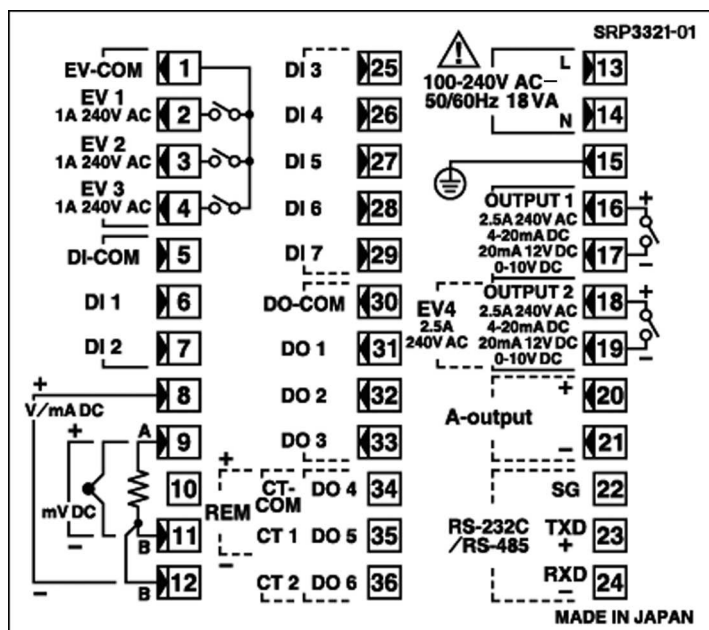 SRP3321-01
EV-COM 1
EV 1
1A 240V AC 2
EV 2
1A 240V AC 3
EV 3
1A 240V AC 4
DI-COM 5
DI 1 6
DI 2 7
+
V/mA DC
8
+
A
9
10
mV DC
–
B
11
–
B
12
DI 3 25
DI 4 26
DI 5 27
DI 6 28
DI 7 29
DO-COM 30
DO 1 31
DO 2 32
DO 3 33
+
REM
–
CT-COM DO 4 34
CT 1 DO 5 35
CT 2 DO 6 36
!
100-240V AC
50/60Hz 18VA
L 13
N 14
15
OUTPUT 1
2.5A 240V AC
4-20mA DC
20mA 12V DC
0-10V DC
16 +
17 –
EV4
2.5A
240V AC
OUTPUT 2
2.5A 240V AC
4-20mA DC
20mA 12V DC
0-10V DC
18 +
19 –
A-output
+ 20
– 21
RS-232C
/RS-485
SG 22
TXD
+
23
RXD
–
24
MADE IN JAPAN